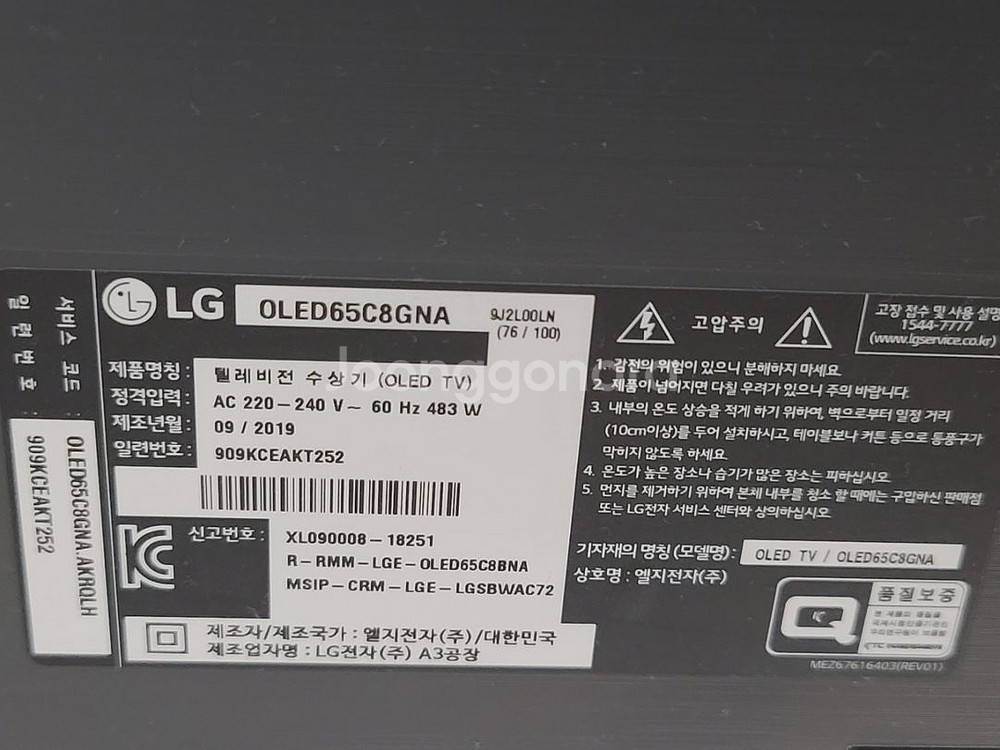 LG
OLED65C8GNA
9J2L00LN
(76 / 100)
제품명칭 : 텔레비전 수상기 (OLED TV)
정격입력 : AC 220-240 V~ 60 Hz 483 W
제조년월 : 09 / 2019
일련번호 : 909KCEAKT252
신고번호 : XL090008-18251
R-RMM-LGE-OLED65C8BNA
MSIP-CRM-LGE-LGSBWAC72
제조자/제조국가 : 엘지전자(주)/대한민국
제조업자명 : LG전자(주) A3공장
서비스 코드 : OLED65C8GNA.AKRQLH
일련번호 : 909KCEAKT252
고압주의
고장 접수 및 사용 설명
1544-7777
(www.lgservice.co.kr)
1. 감전의 위험이 있으니 분해하지 마세요.
2. 제품이 넘어지면 다칠 우려가 있으니 주의 바랍니다.
3. 내부의 온도 상승을 적게 하기 위하여, 벽으로부터 일정 거리
(10cm이상)를 두어 설치하시고, 테이블보나 커튼 등으로 통풍구가
막히지 않도록 하세요.
4. 온도가 높은 장소나 습기가 많은 장소는 피하십시오.
5. 먼지를 제거하기 위하여 본체 내부를 청소 할 때에는 구입하신 판매점
또는 LG전자 서비스 센터와 상의하십시오.
기자재의 명칭(모델명) : OLED TV / OLED65C8GNA
상호명 : 엘지전자(주)
품질보증
MEZ67616403(REV01)
joonggonara